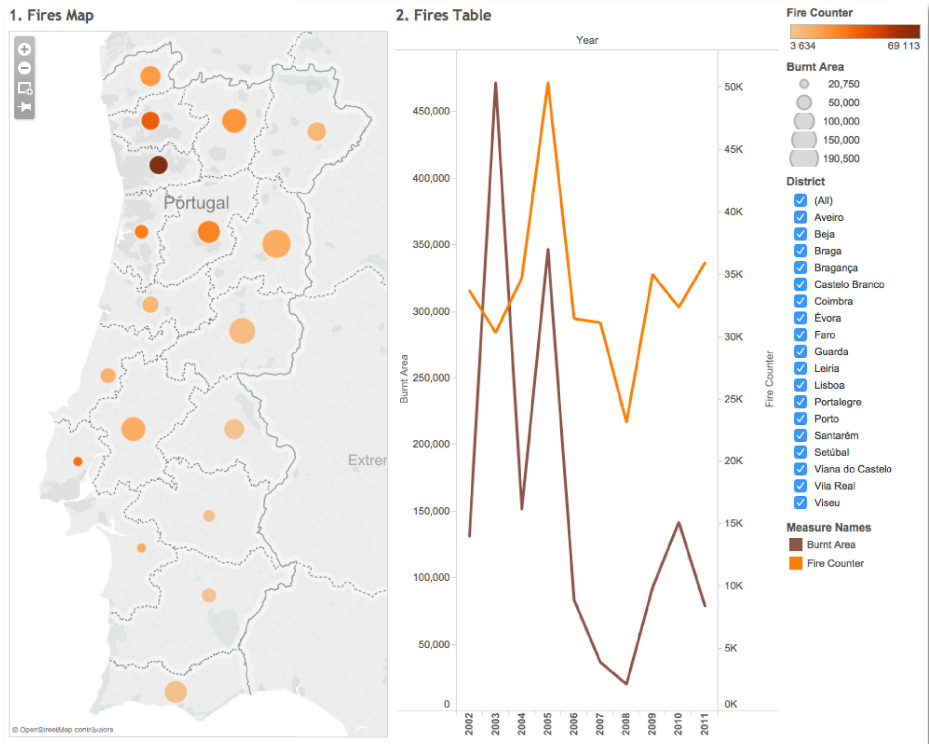 1. Fires Map
Portugal
Extrer
© OpenStreetMap contributors
2. Fires Table
Year
Burnt Area
450,000
400,000
350,000
300,000
250,000
200,000
150,000
100,000
50,000
0
50K
45K
40K
35K
30K
25K
20K
15K
10K
5K
0K
Fire Counter
2002 2003 2004 2005 2006 2007 2008 2009 2010 2011
Fire Counter
3 634 69 113
Burnt Area
20,750
50,000
100,000
150,000
190,500
District
(All)
Aveiro
Beja
Braga
Bragança
Castelo Branco
Coimbra
Évora
Faro
Guarda
Leiria
Lisboa
Portalegre
Porto
Santarém
Setúbal
Viana do Castelo
Vila Real
Viseu
Measure Names
Burnt Area
Fire Counter